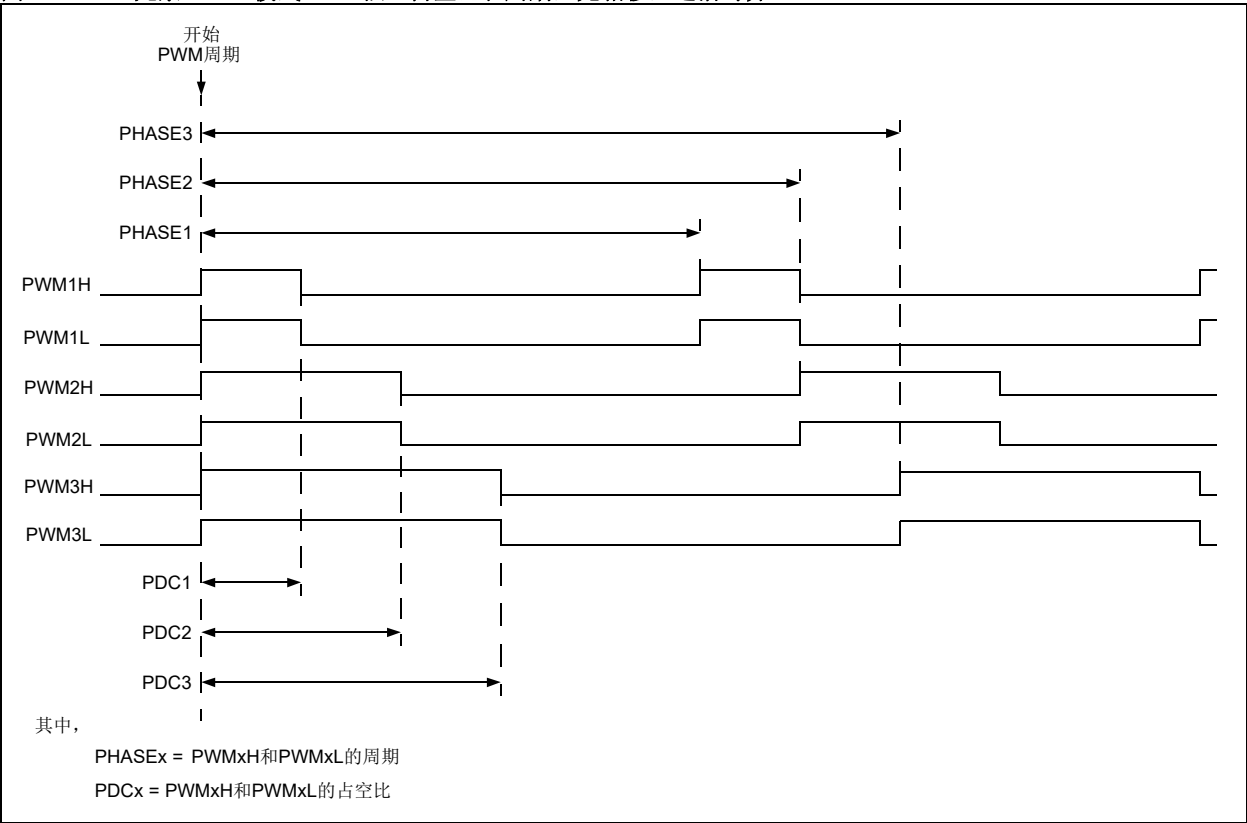 开始
PWM周期
PHASE3
PHASE2
PHASE1
PWM1H
PWM1L
PWM2H
PWM2L
PWM3H
PWM3L
PDC1
PDC2
PDC3
其中，
PHASEx = PWMxH和PWMxL的周期
PDCx = PWMxH和PWMxL的占空比